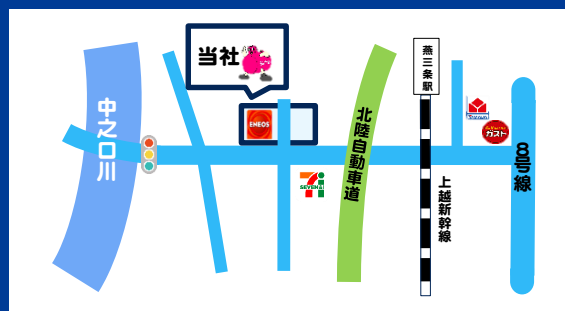 当社
燕三条駅
中之口川
ENEOS
北陸自動車道
ガスト
8号線
SEVEN & i
上越新幹線